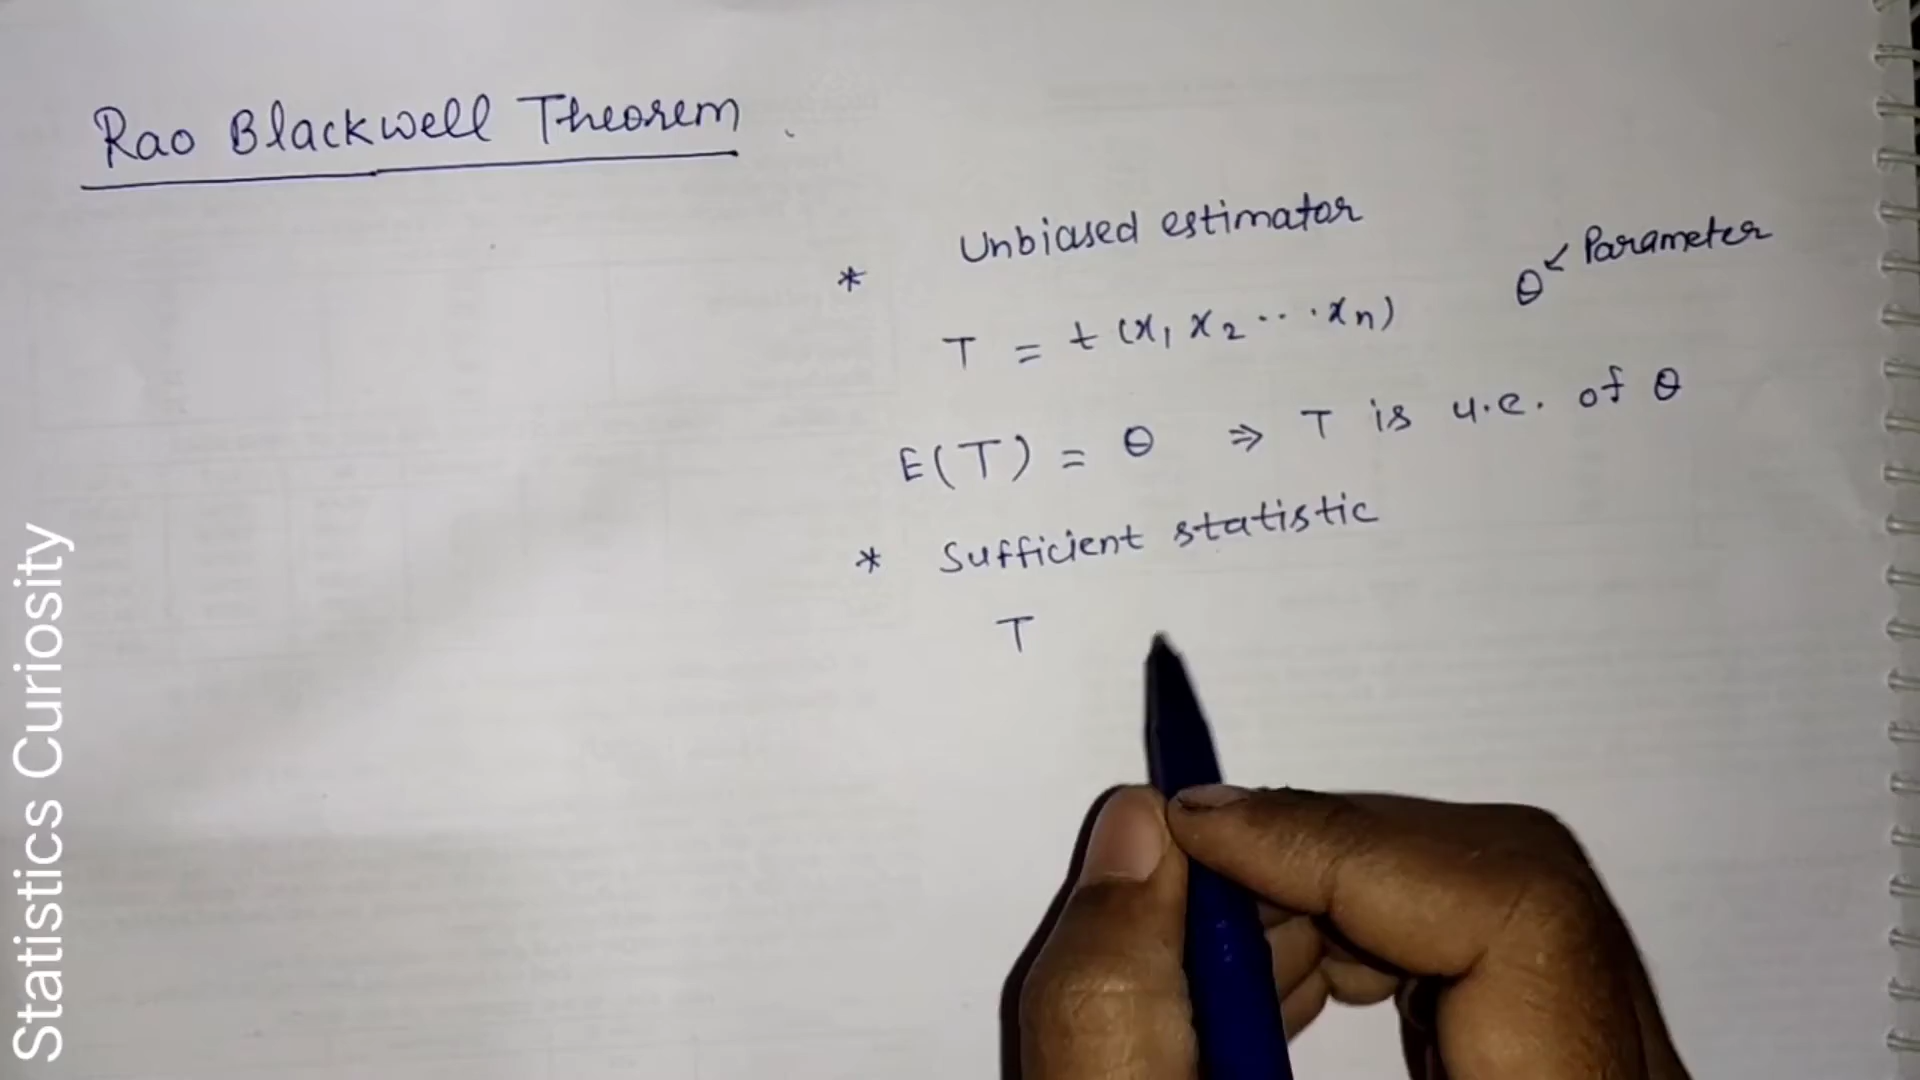 Rao Blackwell Theorem.
* Unbiased estimator
θ ← Parameter
T = t (x₁ x₂ ... xₙ)
E(T) = θ ⇒ T is u.e. of θ
* Sufficient statistic
T
Statistics Curiosity